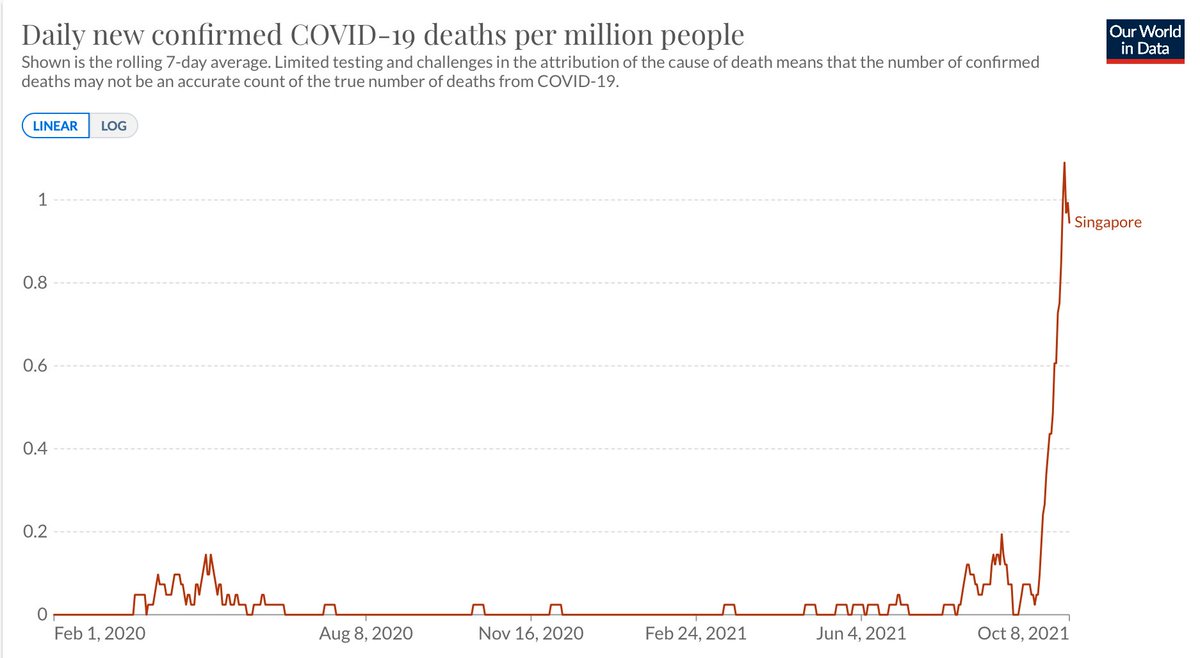 Daily new confirmed COVID-19 deaths per million people
Our World
in Data
Shown is the rolling 7-day average. Limited testing and challenges in the attribution of the cause of death means that the number of confirmed
deaths may not be an accurate count of the true number of deaths from COVID-19.
LINEAR LOG
1
Singapore
0.8
0.6
0.4
0.2
0
Feb 1, 2020 Aug 8, 2020 Nov 16, 2020 Feb 24, 2021 Jun 4, 2021 Oct 8, 2021